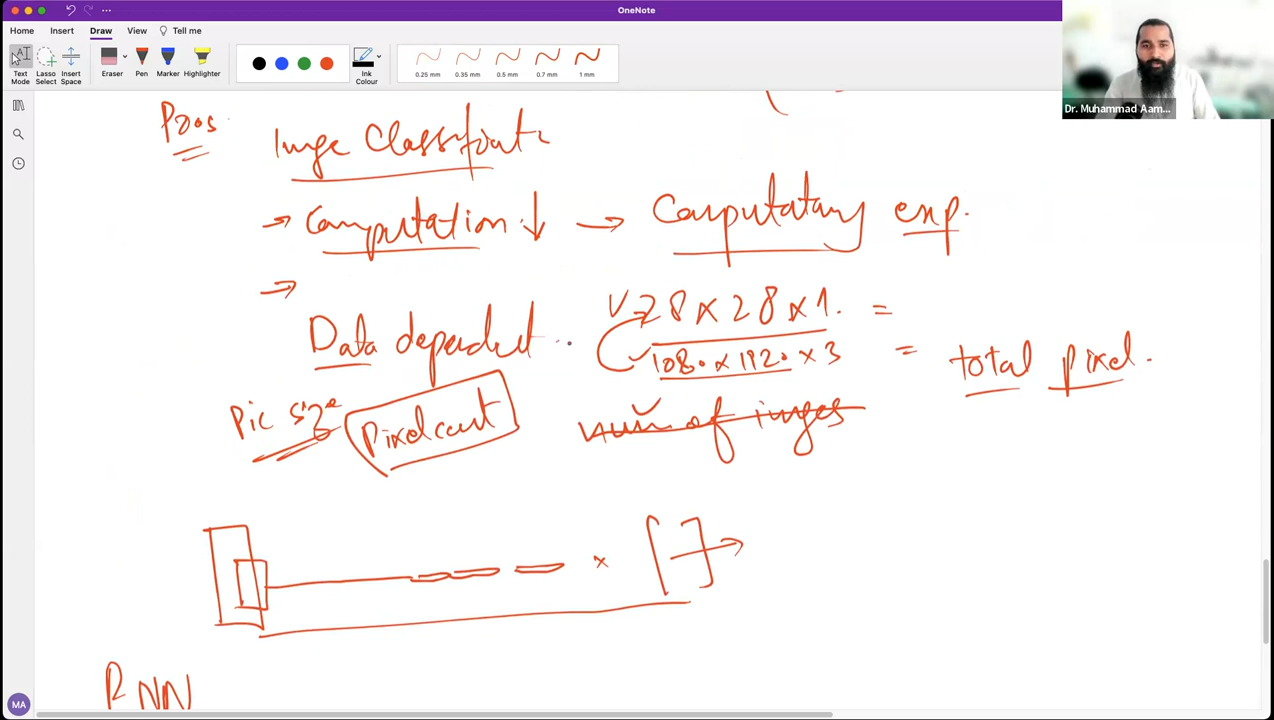 OneNote
Home Insert Draw View Tell me
Text Mode Lasso Select Insert Space Eraser Pen Marker Highlighter Ink Colour 0.25 mm 0.35 mm 0.5 mm 0.7 mm 1 mm
Dr. Muhammad Aam...
Pros
Image Classificat
→ Computation ↓ → Computationary exp.
→
Data dependent .. 28 x 28 x 1. =
1080 x 1920 x 3 = total pixel.
Pic size Pixel count num of images
x [ ] →
RNN
MA